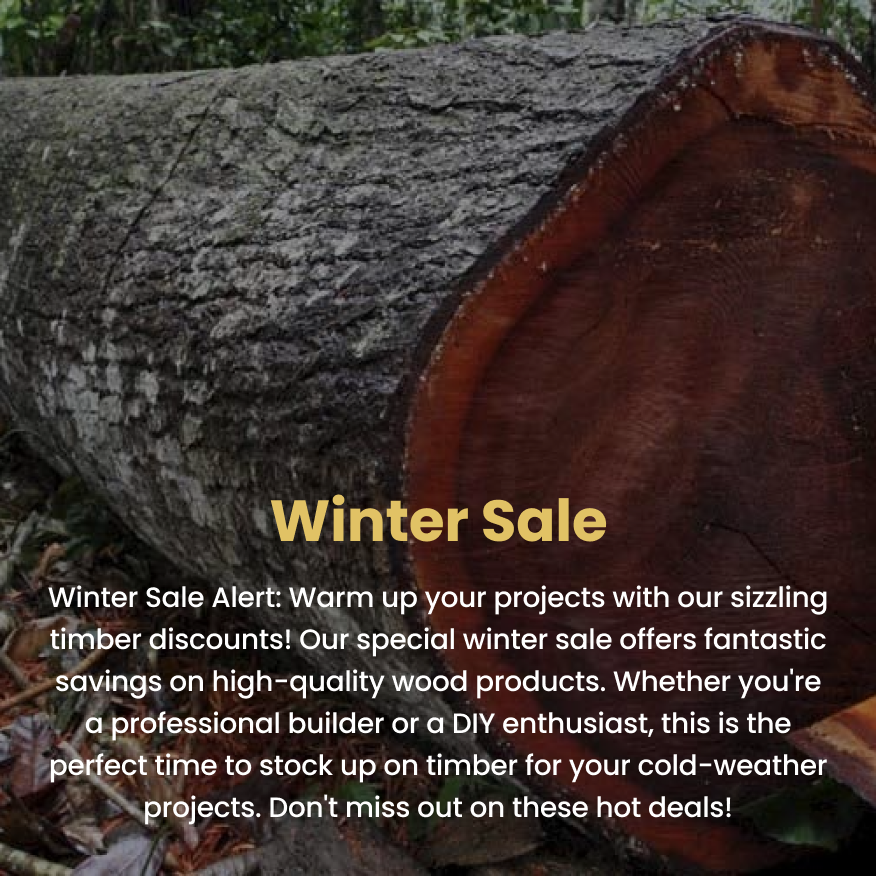 Winter Sale
Winter Sale Alert: Warm up your projects with our sizzling
timber discounts! Our special winter sale offers fantastic
savings on high-quality wood products. Whether you're
a professional builder or a DIY enthusiast, this is the
perfect time to stock up on timber for your cold-weather
projects. Don't miss out on these hot deals!